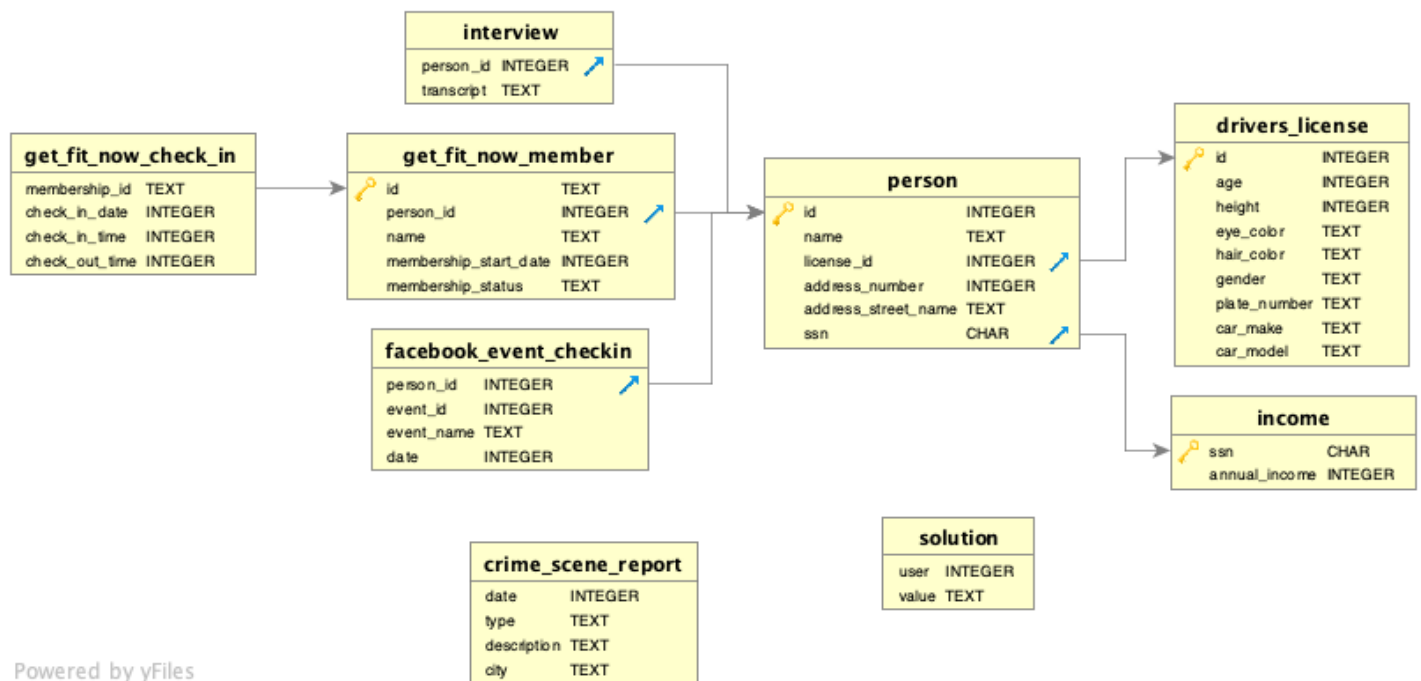 interview
person_id INTEGER
transcript TEXT
get_fit_now_check_in
membership_id TEXT
check_in_date INTEGER
check_in_time INTEGER
check_out_time INTEGER
get_fit_now_member
id TEXT
person_id INTEGER
name TEXT
membership_start_date INTEGER
membership_status TEXT
facebook_event_checkin
person_id INTEGER
event_id INTEGER
event_name TEXT
date INTEGER
person
id INTEGER
name TEXT
license_id INTEGER
address_number INTEGER
address_street_name TEXT
ssn CHAR
drivers_license
id INTEGER
age INTEGER
height INTEGER
eye_color TEXT
hair_color TEXT
gender TEXT
plate_number TEXT
car_make TEXT
car_model TEXT
income
ssn CHAR
annual_income INTEGER
solution
user INTEGER
value TEXT
crime_scene_report
date INTEGER
type TEXT
description TEXT
city TEXT
Powered by yFiles